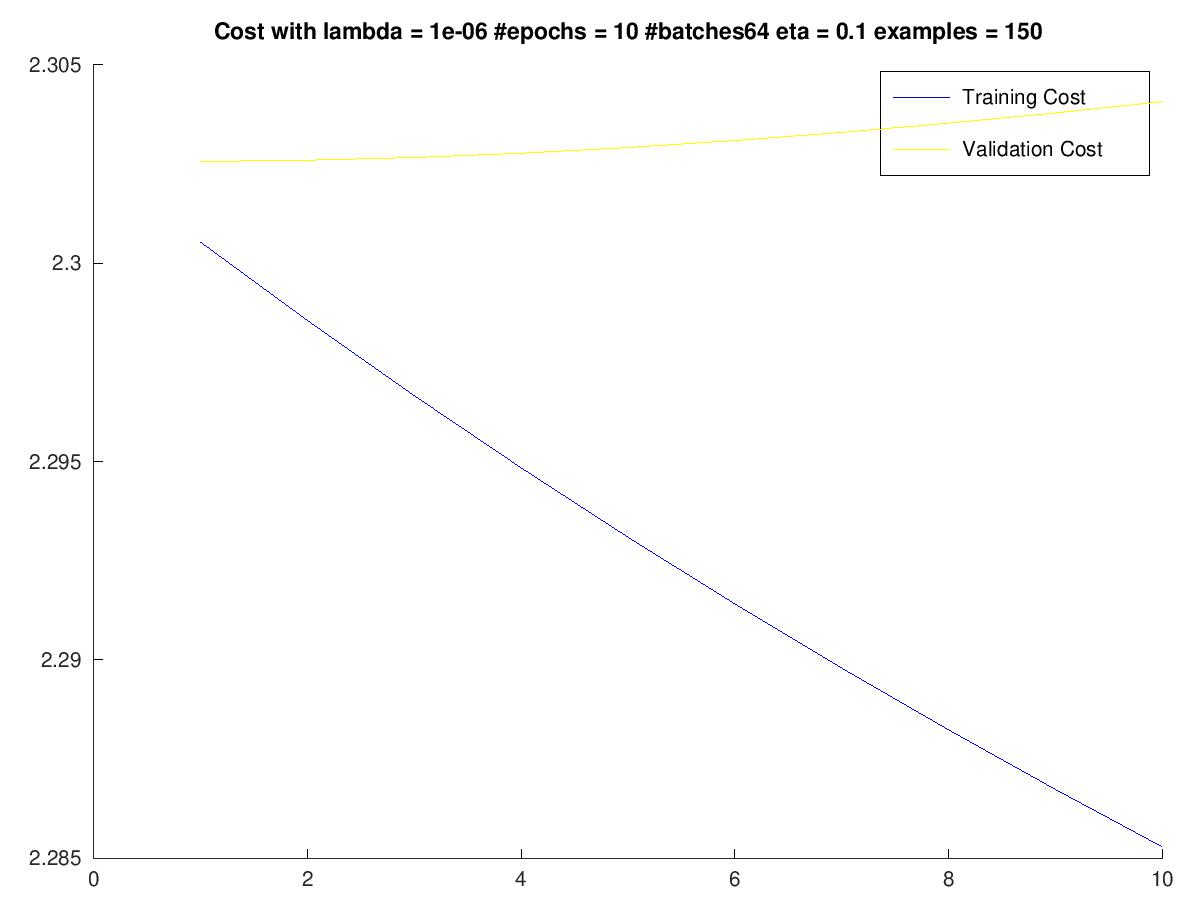 Cost with lambda = 1e-06 #epochs = 10 #batches64 eta = 0.1 examples = 150
2.305
Training Cost
Validation Cost
2.3
2.295
2.29
2.285
0 2 4 6 8 10